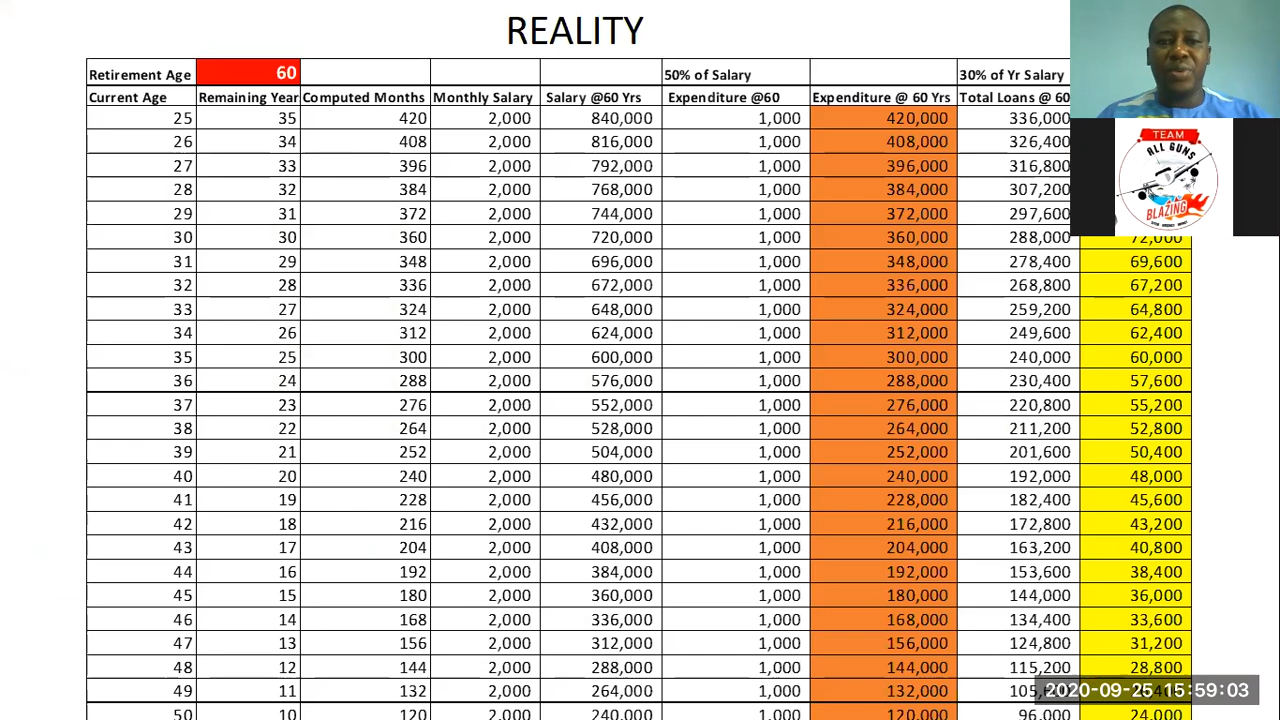 REALITY
Retirement Age 60 50% of Salary 30% of Yr Salary
Current Age Remaining Year Computed Months Monthly Salary Salary @60 Yrs Expenditure @60 Expenditure @ 60 Yrs Total Loans @ 60
25 35 420 2,000 840,000 1,000 420,000 336,000
26 34 408 2,000 816,000 1,000 408,000 326,400
27 33 396 2,000 792,000 1,000 396,000 316,800
28 32 384 2,000 768,000 1,000 384,000 307,200
29 31 372 2,000 744,000 1,000 372,000 297,600
30 30 360 2,000 720,000 1,000 360,000 288,000 72,000
31 29 348 2,000 696,000 1,000 348,000 278,400 69,600
32 28 336 2,000 672,000 1,000 336,000 268,800 67,200
33 27 324 2,000 648,000 1,000 324,000 259,200 64,800
34 26 312 2,000 624,000 1,000 312,000 249,600 62,400
35 25 300 2,000 600,000 1,000 300,000 240,000 60,000
36 24 288 2,000 576,000 1,000 288,000 230,400 57,600
37 23 276 2,000 552,000 1,000 276,000 220,800 55,200
38 22 264 2,000 528,000 1,000 264,000 211,200 52,800
39 21 252 2,000 504,000 1,000 252,000 201,600 50,400
40 20 240 2,000 480,000 1,000 240,000 192,000 48,000
41 19 228 2,000 456,000 1,000 228,000 182,400 45,600
42 18 216 2,000 432,000 1,000 216,000 172,800 43,200
43 17 204 2,000 408,000 1,000 204,000 163,200 40,800
44 16 192 2,000 384,000 1,000 192,000 153,600 38,400
45 15 180 2,000 360,000 1,000 180,000 144,000 36,000
46 14 168 2,000 336,000 1,000 168,000 134,400 33,600
47 13 156 2,000 312,000 1,000 156,000 124,800 31,200
48 12 144 2,000 288,000 1,000 144,000 115,200 28,800
49 11 132 2,000 264,000 1,000 132,000
50 10 120 2,000 240,000 1,000 120,000 96,000 24,000
TEAM
ALL GUNS
BLAZING
2020-09-25 15:59:03